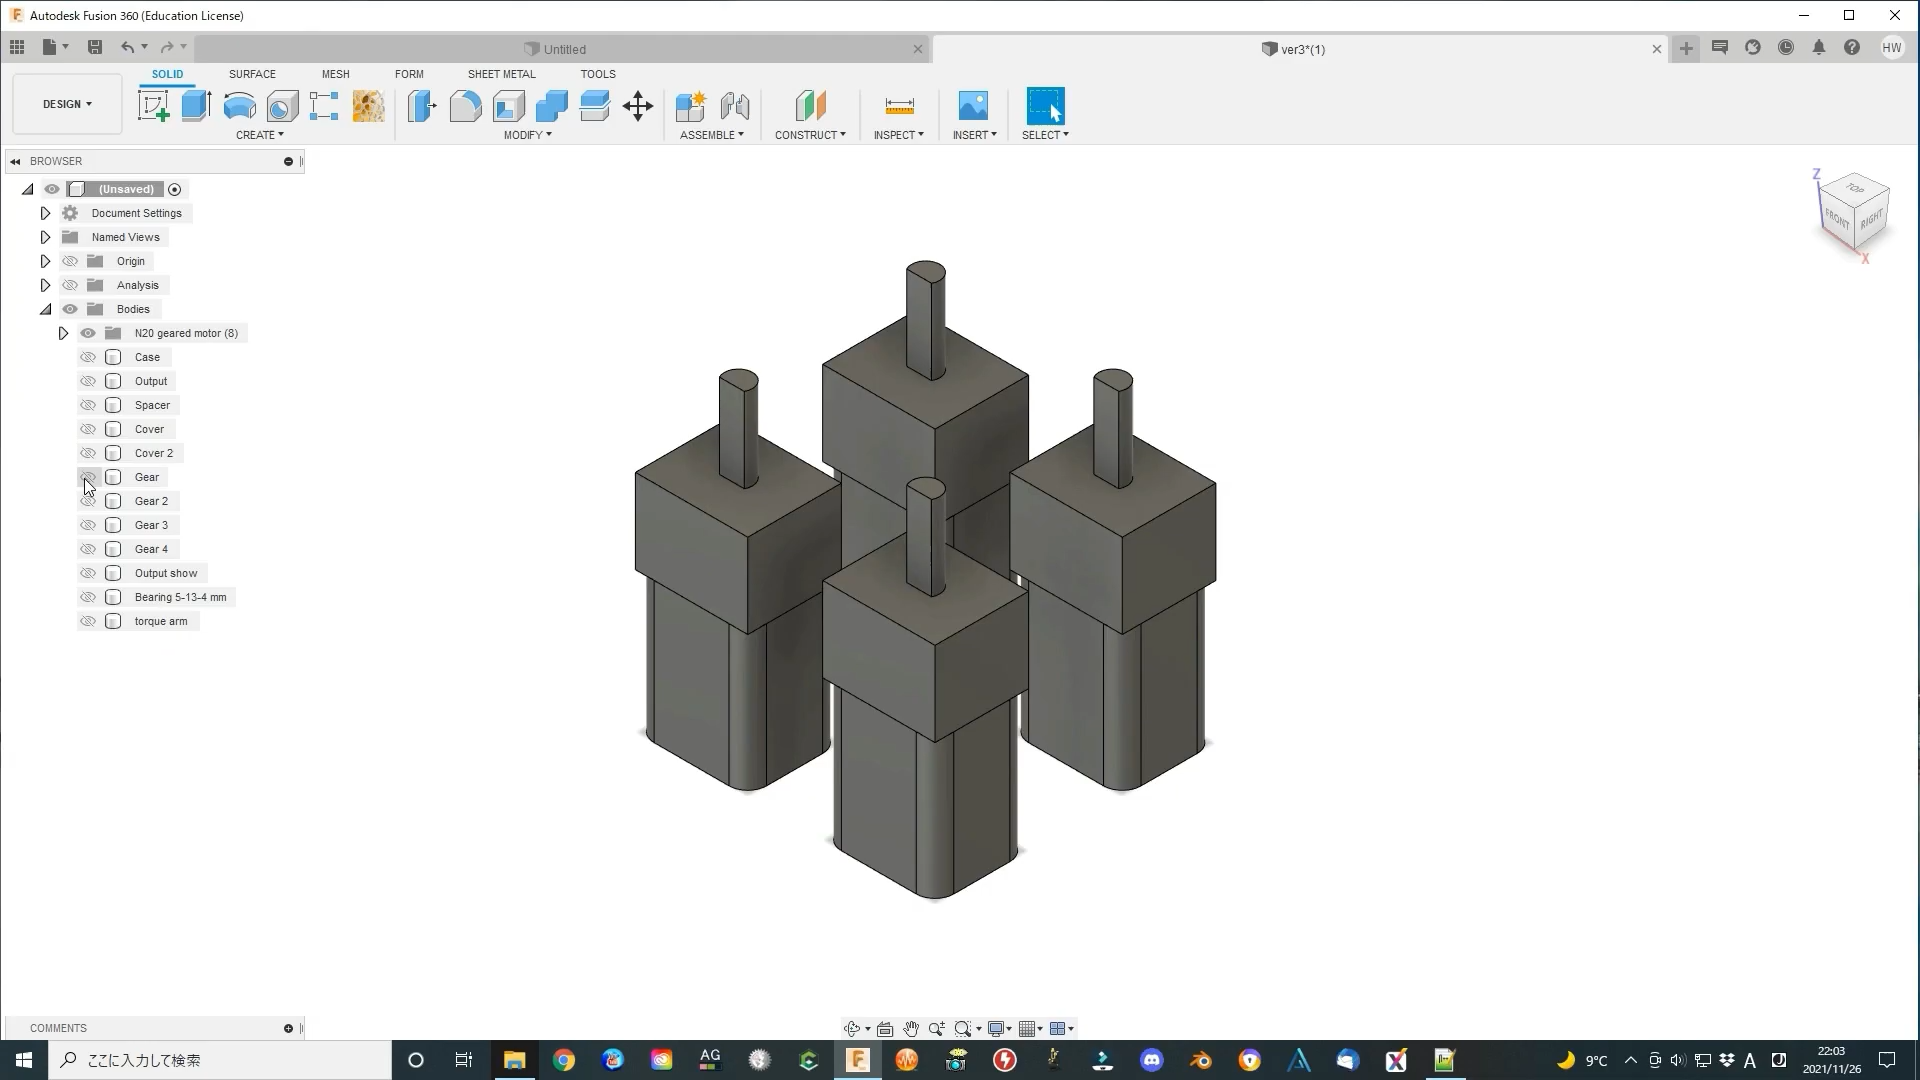 Autodesk Fusion 360 (Education License)
Untitled
ver3*(1)
HW
DESIGN
SOLID
SURFACE
MESH
FORM
SHEET METAL
TOOLS
CREATE
MODIFY
ASSEMBLE
CONSTRUCT
INSPECT
INSERT
SELECT
BROWSER
(Unsaved)
Document Settings
Named Views
Origin
Analysis
Bodies
N20 geared motor (8)
Case
Output
Spacer
Cover
Cover 2
Gear
Gear 2
Gear 3
Gear 4
Output show
Bearing 5-13-4 mm
torque arm
Z
TOP
FRONT
RIGHT
X
COMMENTS
ここに入力して検索
AG
9°C
A
22:03
2021/11/26